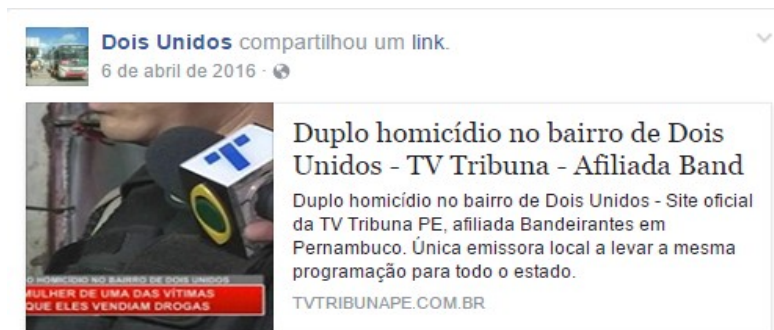 Dois Unidos compartilhou um link.
6 de abril de 2016 ·
Duplo homicídio no bairro de Dois
Unidos - TV Tribuna - Afiliada Band
Duplo homicídio no bairro de Dois Unidos - Site oficial
da TV Tribuna PE, afiliada Bandeirantes em
Pernambuco. Única emissora local a levar a mesma
programação para todo o estado.
TVTRIBUNAPE.COM.BR
O HOMICÍDIO NO BAIRRO DE DOIS UNIDOS
MULHER DE UMA DAS VÍTIMAS
QUE ELES VENDIAM DROGAS